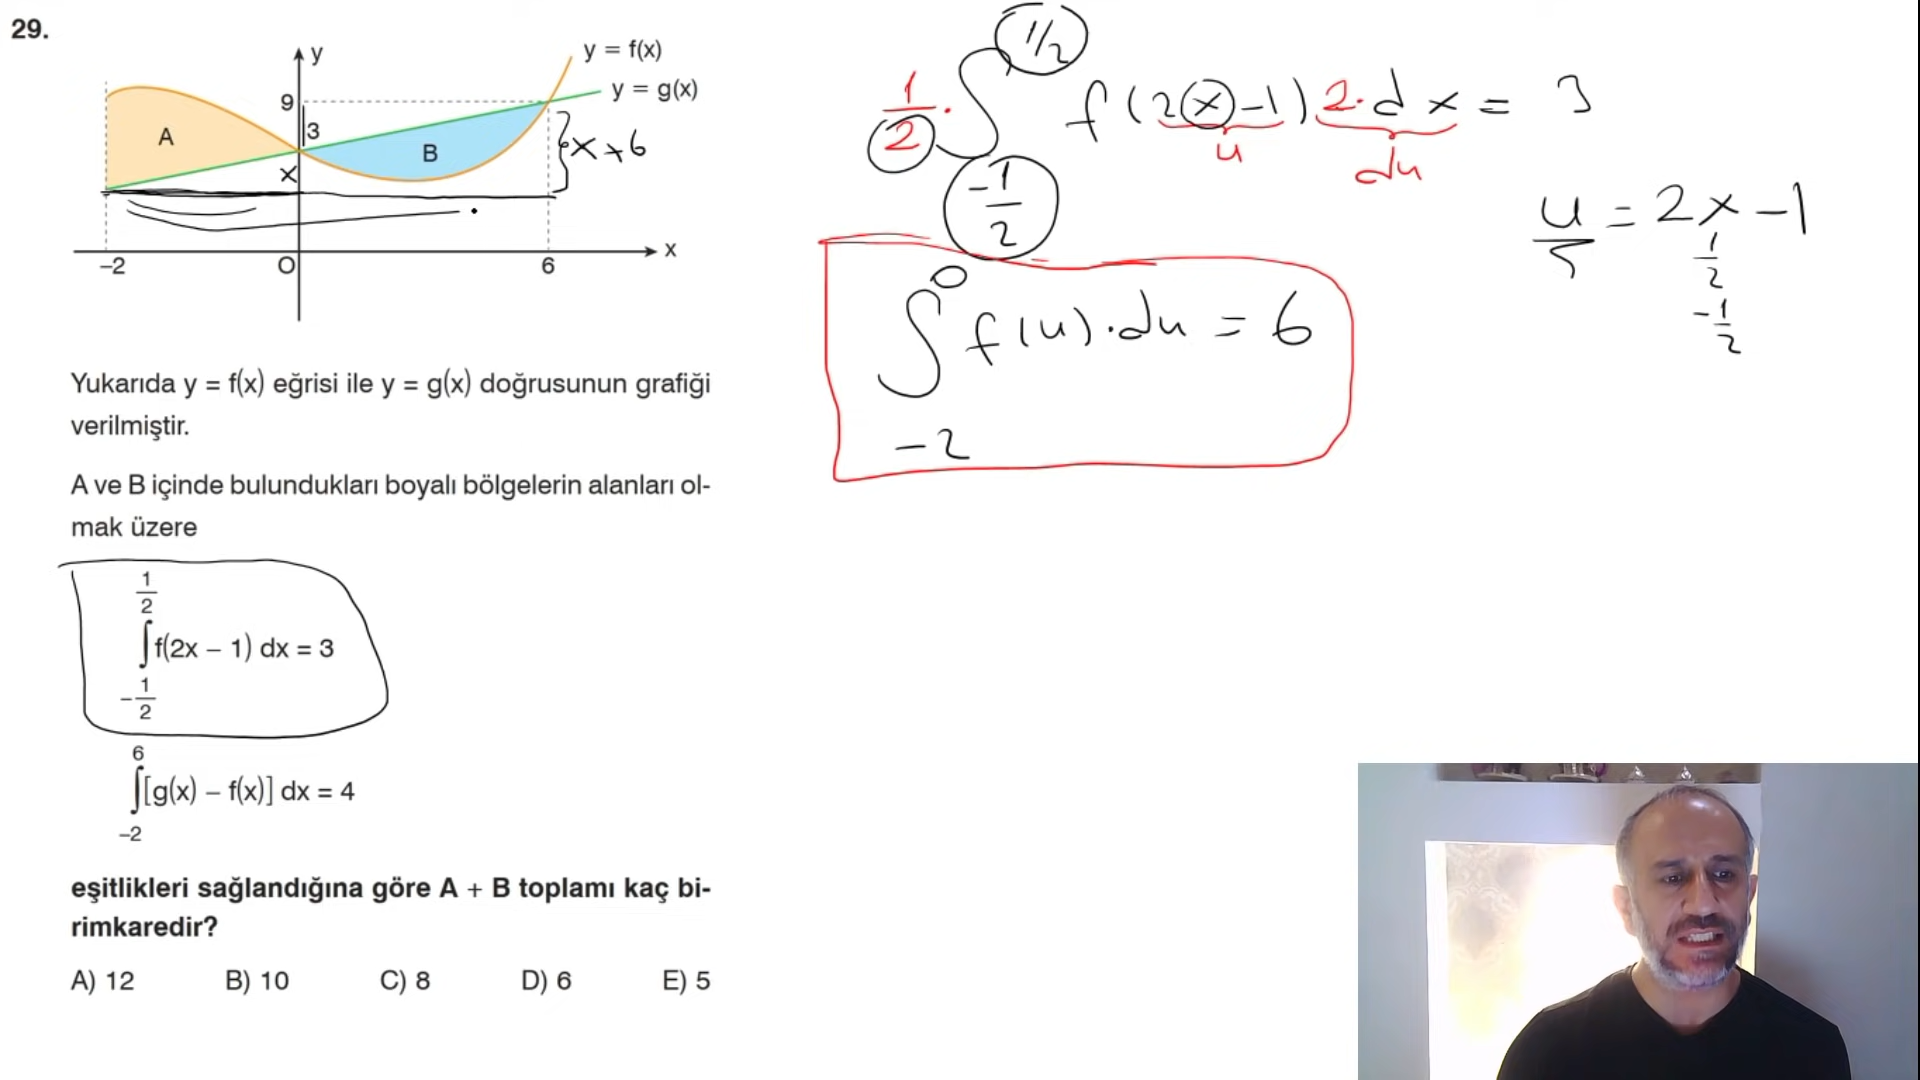 29.
y
y = f(x)
y = g(x)
9
3
A
B
x
x + 6
x
-2
O
6
Yukarıda y = f(x) eğrisi ile y = g(x) doğrusunun grafiği
verilmiştir.
A ve B içinde bulundukları boyalı bölgelerin alanları ol-
mak üzere
1/2
∫ f(2x – 1) dx = 3
-1/2
6
∫ [g(x) – f(x)] dx = 4
–2
eşitlikleri sağlandığına göre A + B toplamı kaç bi-
rimkaredir?
A) 12 B) 10 C) 8 D) 6 E) 5
1/2
1/2 · ∫ f(2x-1) 2·dx = 3
u du
-1/2
u = 2x-1
1/2
-1/2
0
∫ f(u)·du = 6
-2